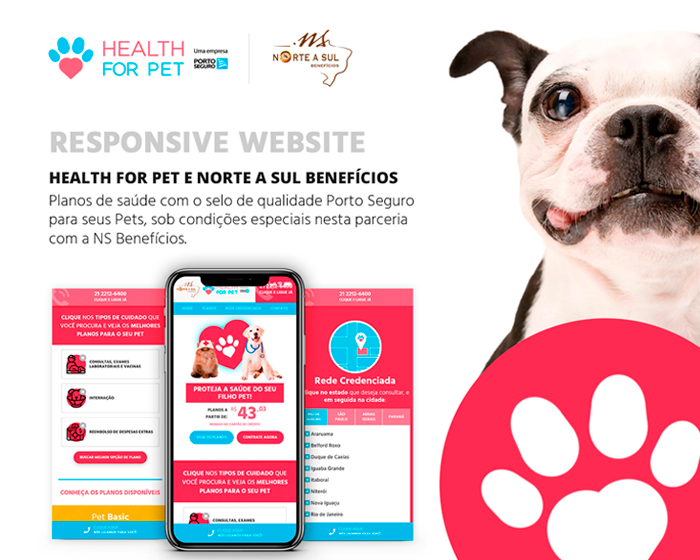 HEALTH
FOR PET
Uma empresa
PORTO
SEGURO
NS
NORTE A SUL
BENEFÍCIOS
RESPONSIVE WEBSITE
HEALTH FOR PET E NORTE A SUL BENEFÍCIOS
Planos de saúde com o selo de qualidade Porto Seguro
para seus Pets, sob condições especiais nesta parceria
com a NS Benefícios.
21 2212-6400
CLIQUE E LIGUE JÁ
CLIQUE NOS TIPOS DE CUIDADO QUE
VOCÊ PROCURA E VEJA OS MELHORES
PLANOS PARA O SEU PET
CONSULTAS, EXAMES
LABORATORIAIS E VACINAS
INTERNAÇÃO
REEMBOLSO DE DESPESAS EXTRAS
BUSCAR MELHOR OPÇÃO DE PLANO
CONHEÇA OS PLANOS DISPONÍVEIS
Pet Basic
FOR PET
CLIQUE E LIGUE JÁ
PROTEJA A SAÚDE DO SEU
FILHO PET!
PLANOS A
PARTIR DE:
R$ 43,03
VEJA OS PLANOS
CONTRATE AGORA
CLIQUE NOS TIPOS DE CUIDADO QUE
VOCÊ PROCURA E VEJA OS MELHORES
PLANOS PARA O SEU PET
CONSULTAS, EXAMES
21 2212-6400
CLIQUE E LIGUE JÁ
Rede Credenciada
Clique no estado que deseja consultar, e
em seguida na cidade:
SÃO
PAULO
MINAS
GERAIS
PARANÁ
Araruama
Belford Roxo
Duque de Caxias
Iguaba Grande
Itaboraí
Niterói
Nova Iguaçu
Rio de Janeiro